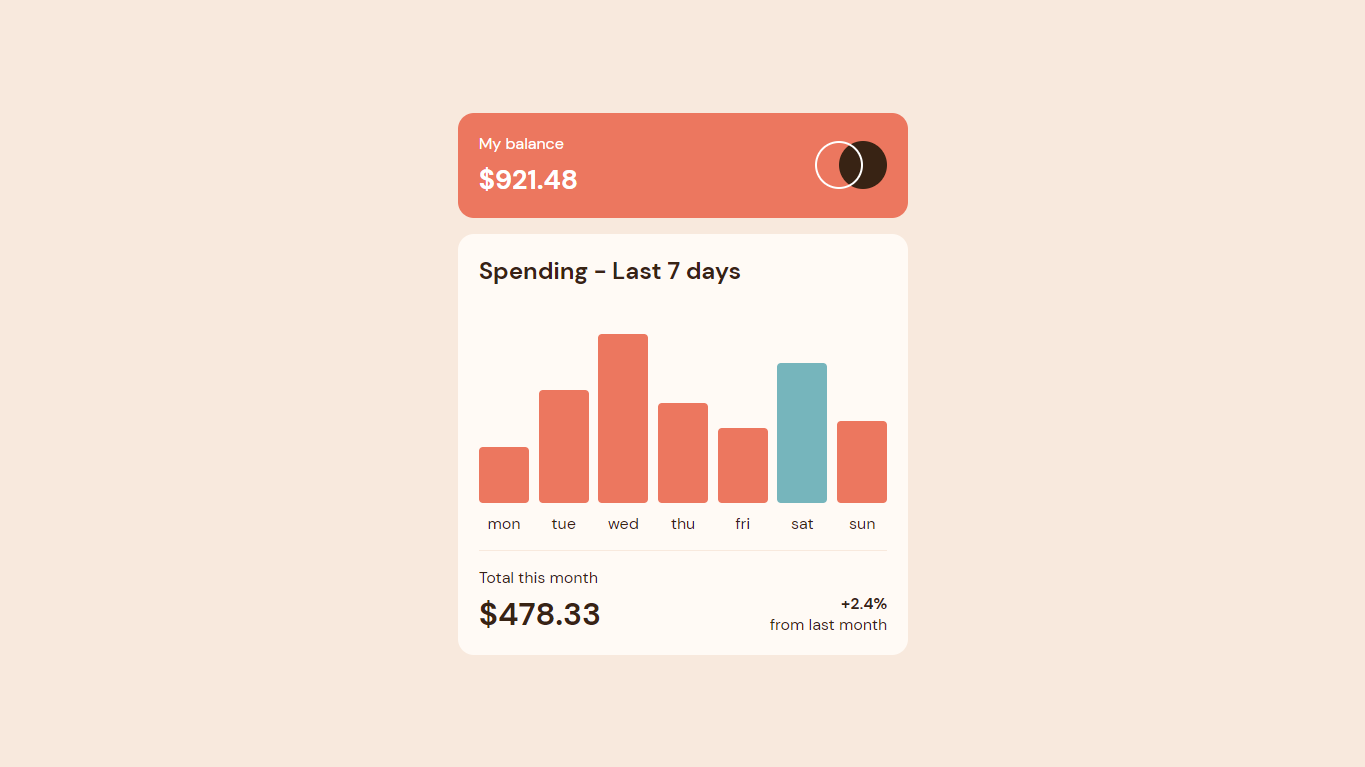 My balance
$921.48
Spending - Last 7 days
mon tue wed thu fri sat sun
Total this month
$478.33
+2.4%
from last month